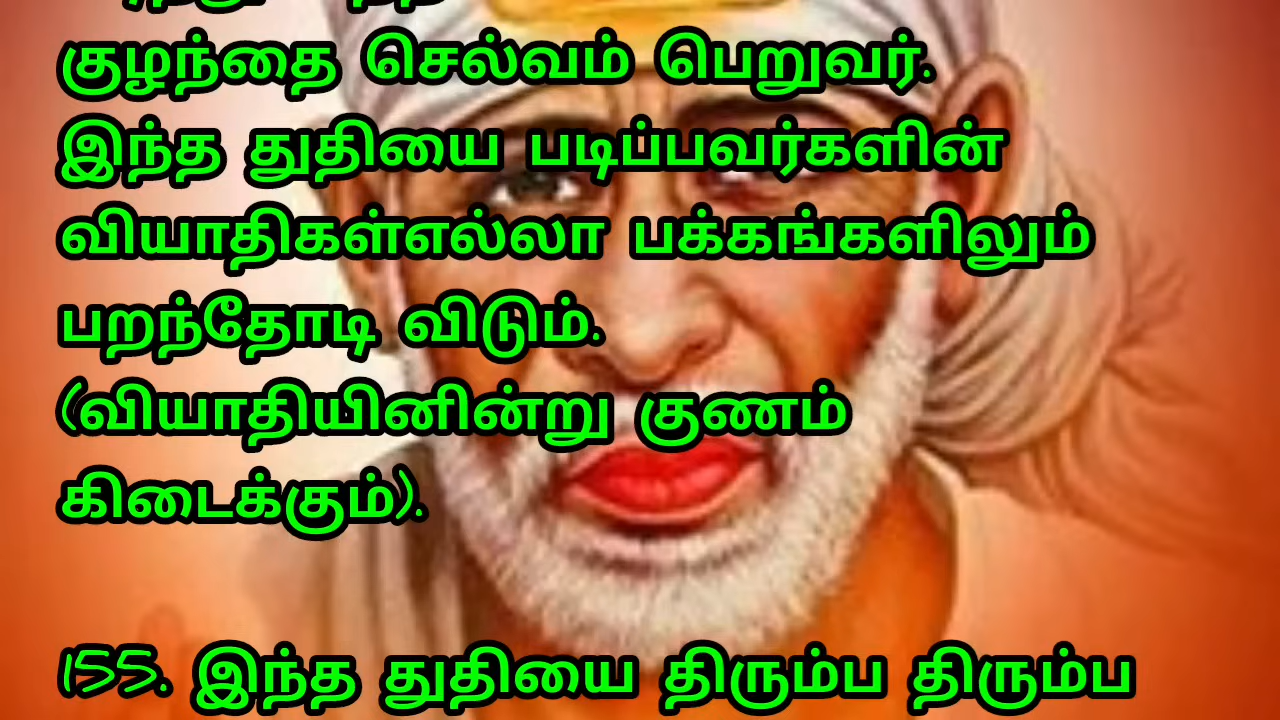 குழந்தை செல்வம் பெறுவர்.
இந்த துதியை படிப்பவர்களின்
வியாதிகள்எல்லா பக்கங்களிலும்
பறந்தோடி விடும்.
(வியாதியினின்று குணம்
கிடைக்கும்).
155. இந்த துதியை திரும்ப திரும்ப